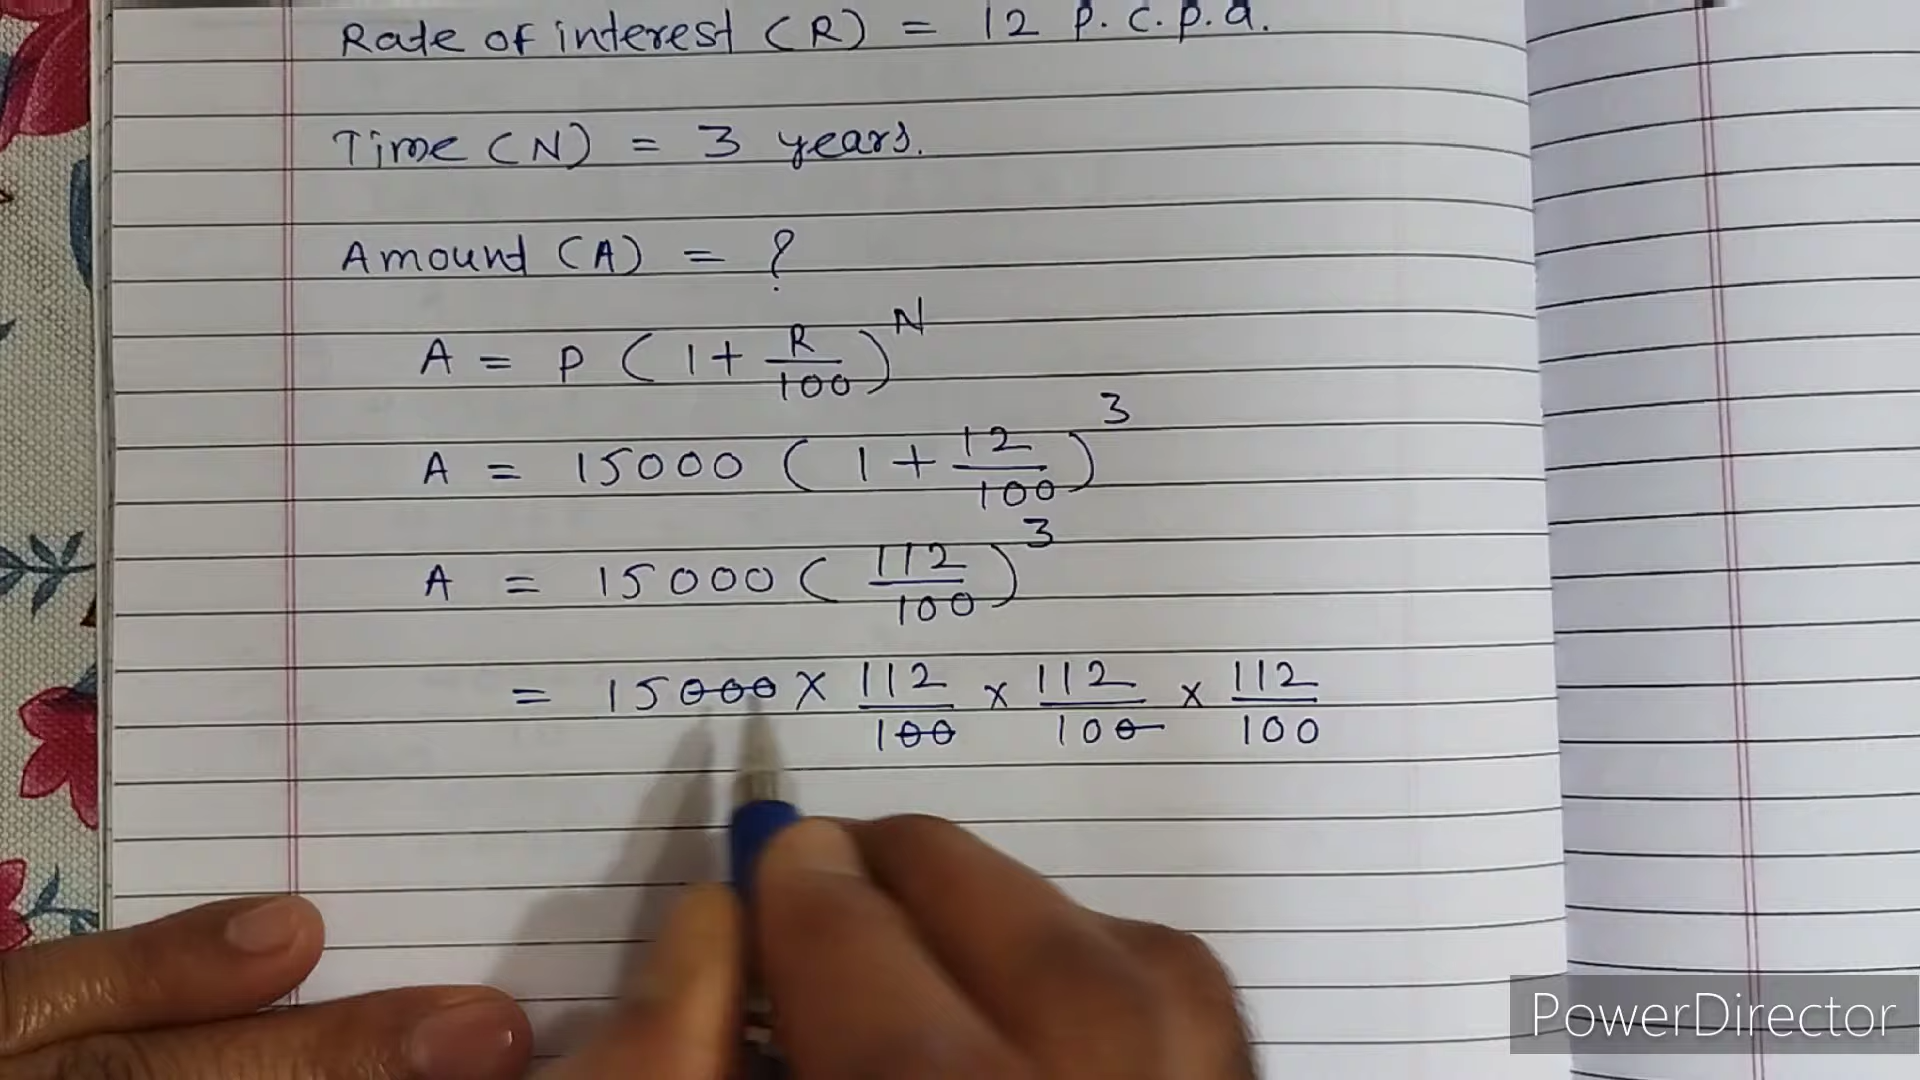 Rate of interest (R) = 12 p.c.p.a.
Time (N) = 3 years.
Amount (A) = ?
A = P ( 1 + R/100 )^N
A = 15000 ( 1 + 12/100 )^3
A = 15000 ( 112/100 )^3
= 15000 × 112/100 × 112/100 × 112/100
PowerDirector